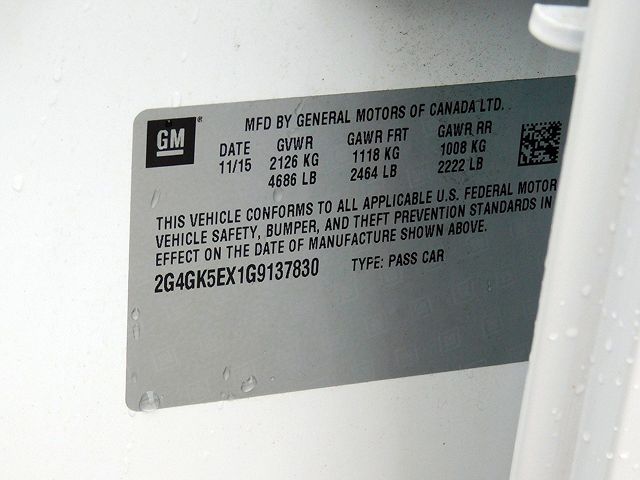 GM ®
MFD BY GENERAL MOTORS OF CANADA LTD.
DATE GVWR GAWR FRT GAWR RR
11/15 2126 KG 1118 KG 1008 KG
4686 LB 2464 LB 2222 LB
THIS VEHICLE CONFORMS TO ALL APPLICABLE U.S. FEDERAL MOTOR
VEHICLE SAFETY, BUMPER, AND THEFT PREVENTION STANDARDS IN
EFFECT ON THE DATE OF MANUFACTURE SHOWN ABOVE.
2G4GK5EX1G9137830 TYPE: PASS CAR